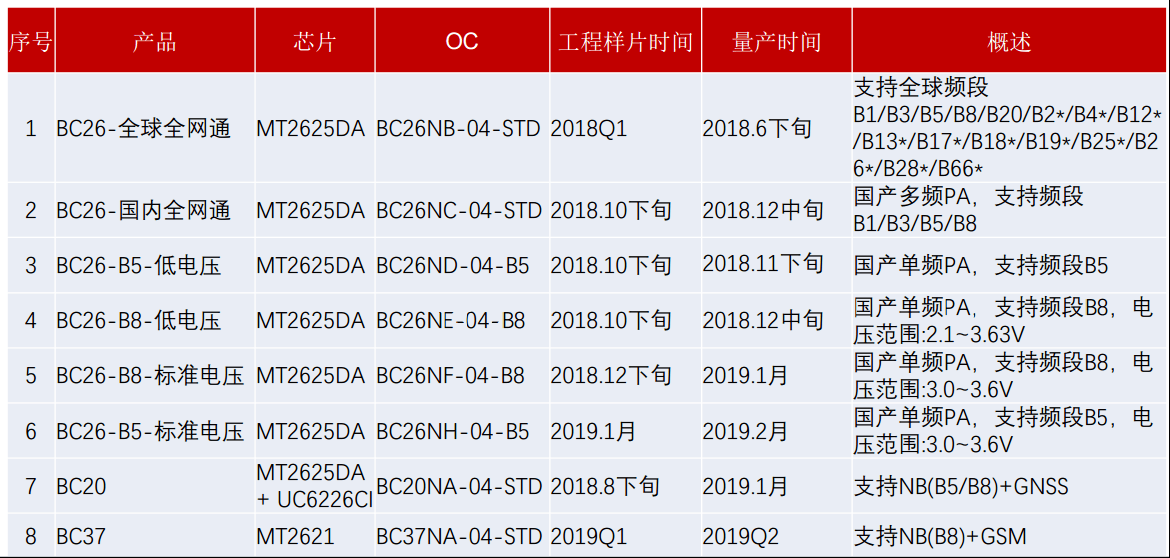 序号 产品 芯片 OC 工程样片时间 量产时间 概述
1 BC26-全球全网通 MT2625DA BC26NB-04-STD 2018Q1 2018.6下旬 支持全球频段
B1/B3/B5/B8/B20/B2*/B4*/B12*
/B13*/B17*/B18*/B19*/B25*/B2
6*/B28*/B66*
2 BC26-国内全网通 MT2625DA BC26NC-04-STD 2018.10下旬 2018.12中旬 国产多频PA，支持频段
B1/B3/B5/B8
3 BC26-B5-低电压 MT2625DA BC26ND-04-B5 2018.10下旬 2018.11下旬 国产单频PA，支持频段B5
4 BC26-B8-低电压 MT2625DA BC26NE-04-B8 2018.10下旬 2018.12中旬 国产单频PA，支持频段B8，电
压范围:2.1~3.63V
5 BC26-B8-标准电压 MT2625DA BC26NF-04-B8 2018.12下旬 2019.1月 国产单频PA，支持频段B8，电
压范围:3.0~3.6V
6 BC26-B5-标准电压 MT2625DA BC26NH-04-B5 2019.1月 2019.2月 国产单频PA，支持频段B5，电
压范围:3.0~3.6V
7 BC20 MT2625DA
+ UC6226CI BC20NA-04-STD 2018.8下旬 2019.1月 支持NB(B5/B8)+GNSS
8 BC37 MT2621 BC37NA-04-STD 2019Q1 2019Q2 支持NB(B8)+GSM